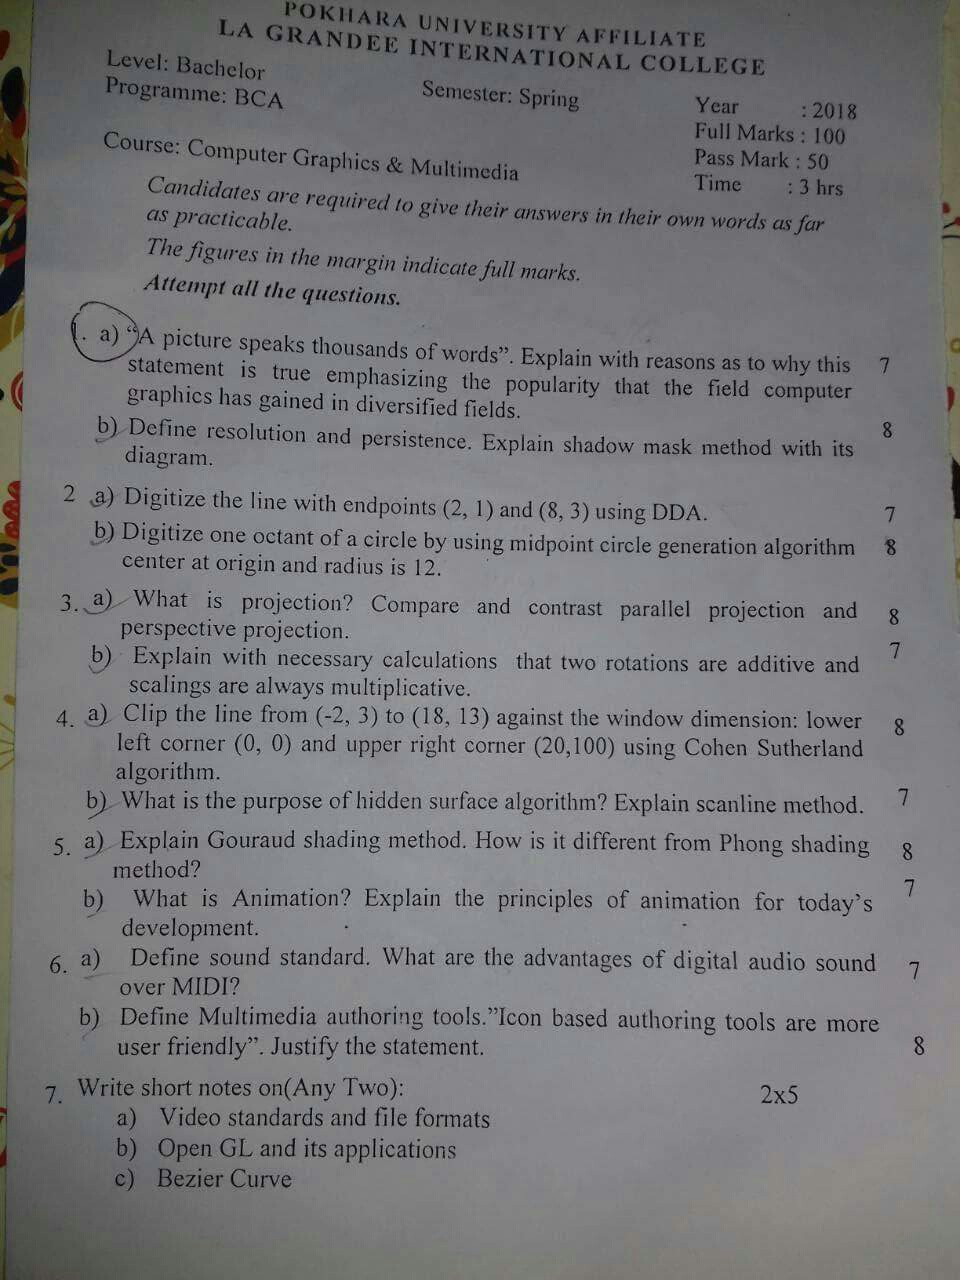 POKHARA UNIVERSITY AFFILIATE
LA GRANDEE INTERNATIONAL COLLEGE
Level: Bachelor
Semester: Spring
Year : 2018
Programme: BCA
Full Marks : 100
Course: Computer Graphics & Multimedia
Pass Mark : 50
Time : 3 hrs
Candidates are required to give their answers in their own words as far
as practicable.
The figures in the margin indicate full marks.
Attempt all the questions.
1. a) “A picture speaks thousands of words”. Explain with reasons as to why this 7
statement is true emphasizing the popularity that the field computer
graphics has gained in diversified fields.
b) Define resolution and persistence. Explain shadow mask method with its 8
diagram.
2 a) Digitize the line with endpoints (2, 1) and (8, 3) using DDA. 7
b) Digitize one octant of a circle by using midpoint circle generation algorithm 8
center at origin and radius is 12.
3. a) What is projection? Compare and contrast parallel projection and 8
perspective projection.
b) Explain with necessary calculations that two rotations are additive and 7
scalings are always multiplicative.
4. a) Clip the line from (-2, 3) to (18, 13) against the window dimension: lower 8
left corner (0, 0) and upper right corner (20,100) using Cohen Sutherland
algorithm.
b) What is the purpose of hidden surface algorithm? Explain scanline method. 7
5. a) Explain Gouraud shading method. How is it different from Phong shading 8
method?
b) What is Animation? Explain the principles of animation for today’s 7
development.
6. a) Define sound standard. What are the advantages of digital audio sound 7
over MIDI?
b) Define Multimedia authoring tools.”Icon based authoring tools are more
user friendly”. Justify the statement. 8
7. Write short notes on(Any Two): 2x5
a) Video standards and file formats
b) Open GL and its applications
c) Bezier Curve